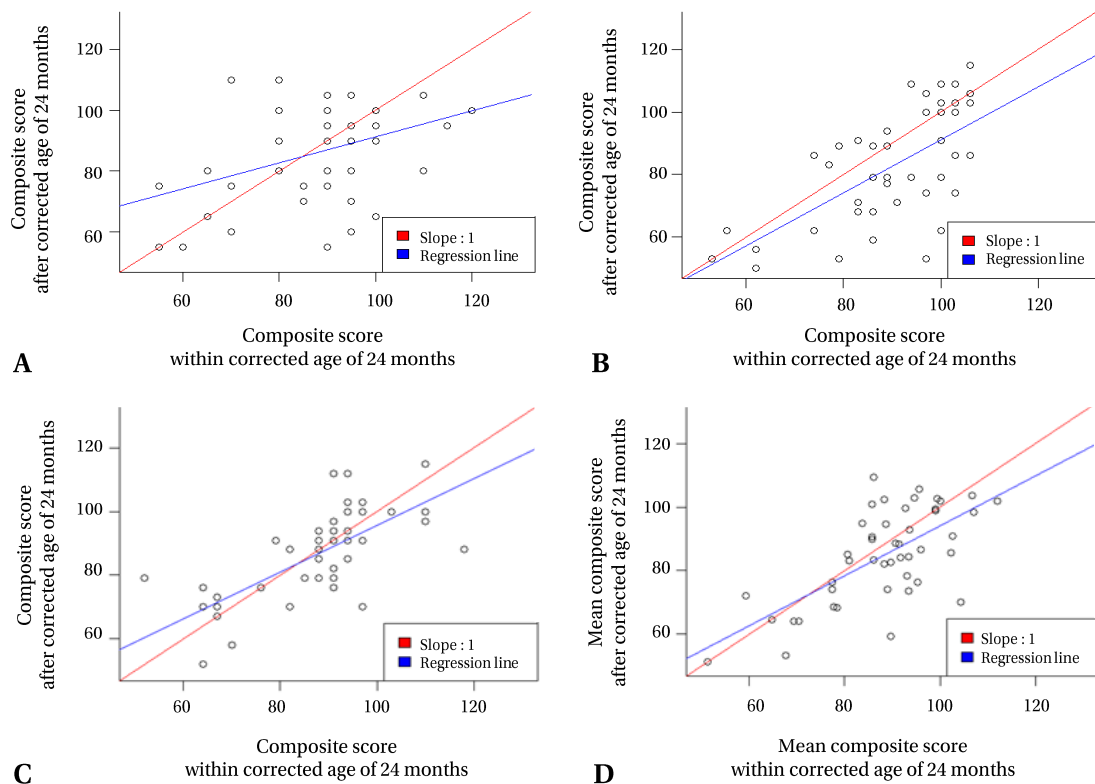 Composite score
after corrected age of 24 months
120
100
80
60
Slope : 1
Regression line
60
80
100
120
Composite score
within corrected age of 24 months
A
Composite score
after corrected age of 24 months
120
100
80
60
Slope : 1
Regression line
60
80
100
120
Composite score
within corrected age of 24 months
B
Composite score
after corrected age of 24 months
120
100
80
60
Slope : 1
Regression line
60
80
100
120
Composite score
within corrected age of 24 months
C
Mean composite score
after corrected age of 24 months
120
100
80
60
Slope : 1
Regression line
60
80
100
120
Mean composite score
within corrected age of 24 months
D